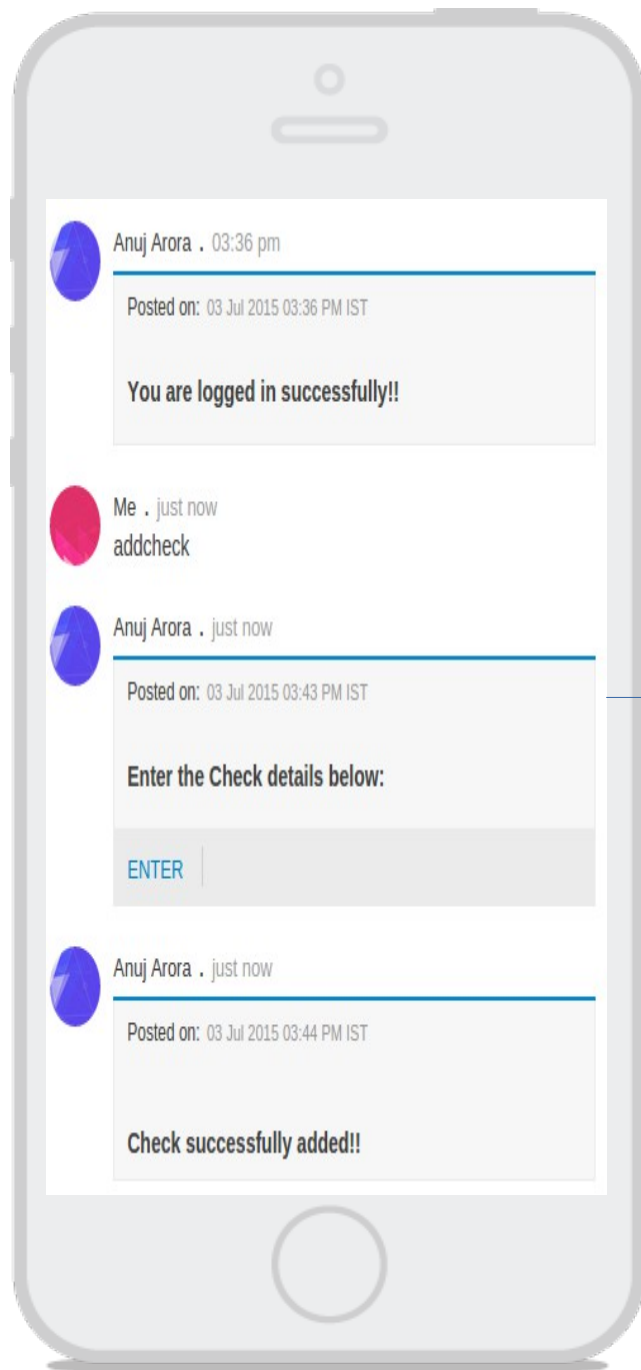 Anuj Arora . 03:36 pm
Posted on: 03 Jul 2015 03:36 PM IST
You are logged in successfully!!
Me . just now
addcheck
Anuj Arora . just now
Posted on: 03 Jul 2015 03:43 PM IST
Enter the Check details below:
ENTER
Anuj Arora . just now
Posted on: 03 Jul 2015 03:44 PM IST
Check successfully added!!